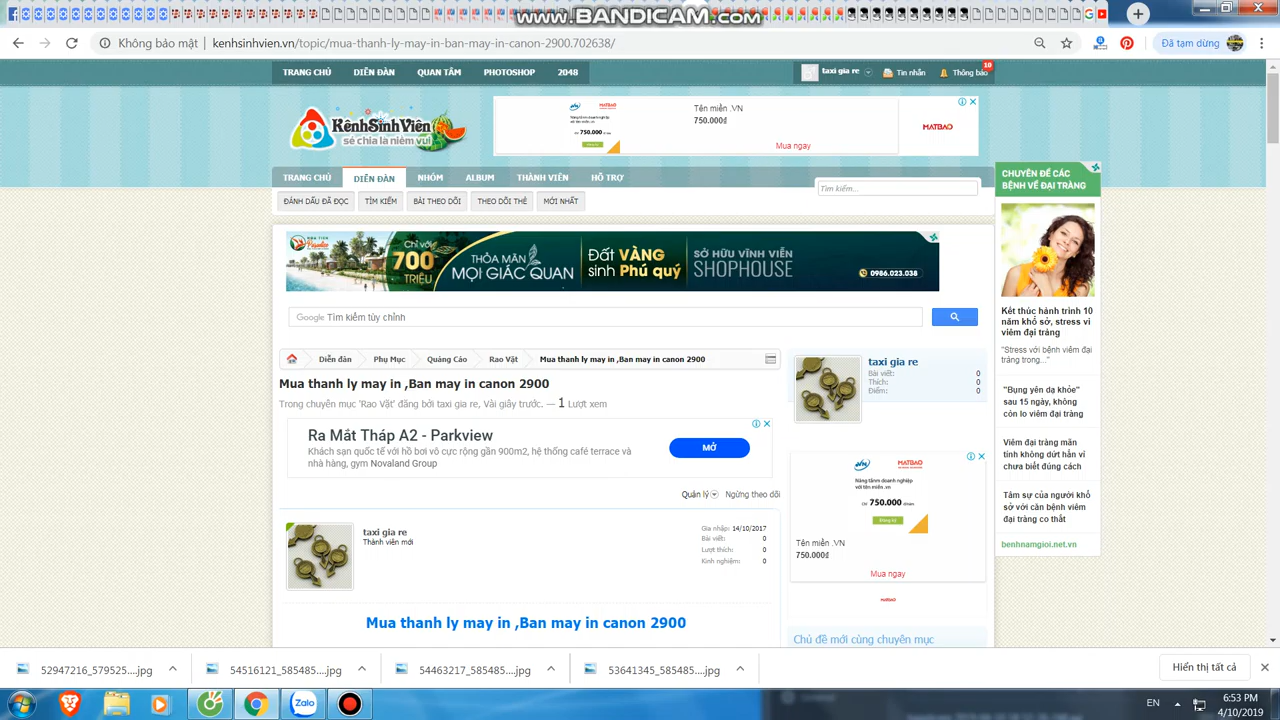 www.BANDICAM.com
Không bảo mật | kenhsinhvien.vn/topic/mua-thanh-ly-may-in-ban-may-in-canon-2900.702638/
Đã tạm dừng
TRANG CHỦ DIỄN ĐÀN QUAN TÂM PHOTOSHOP 2048
taxi gia re Tin nhắn Thông báo 10
KênhSinhViên
sẻ chia là niềm vui
MATBAO
750.000
Tên miền .VN
750.000₫
Mua ngay
MATBAO
TRANG CHỦ DIỄN ĐÀN NHÓM ALBUM THÀNH VIÊN HỖ TRỢ
Tìm kiếm...
ĐÁNH DẤU ĐÃ ĐỌC TÌM KIẾM BÀI THEO DÕI THEO DÕI THẺ MỚI NHẤT
CHUYÊN ĐỀ CÁC
BỆNH VỀ ĐẠI TRÀNG
Paradise
CHỈ VỚI
700
TRIỆU
THỎA MÃN
MỌI GIÁC QUAN
Đất VÀNG
sinh Phú quý
SỞ HỮU VĨNH VIỄN
SHOPHOUSE
0986.023.038
Google Tìm kiếm tùy chỉnh
Kết thúc hành trình 10
năm khổ sở, stress vì
viêm đại tràng
"Stress với bệnh viêm đại
tràng trong..."
"Bụng yên dạ khỏe"
sau 15 ngày, không
còn lo viêm đại tràng
Viêm đại tràng mãn
tính không dứt hẳn vì
chưa biết đúng cách
Tâm sự của người khổ
sở với căn bệnh viêm
đại tràng co thắt
benhnamgioi.net.vn
Diễn Đàn Phụ Mục Quảng Cáo Rao Vặt Mua thanh ly may in ,Ban may in canon 2900
Mua thanh ly may in ,Ban may in canon 2900
Trong chuyên mục 'Rao Vặt' đăng bởi taxi gia re, Vài giây trước. — 1 Lượt xem
taxi gia re
Bài viết: 0
Thích: 0
Điểm: 0
Ra Mắt Tháp A2 - Parkview
Khách sạn quốc tế với hồ bơi vô cực rộng gần 900m2, hệ thống cafe terrace và
nhà hàng, gym Novaland Group
MỞ
Quản lý Ngừng theo dõi
taxi gia re
Thành viên mới
Gia nhập: 14/10/2017
Bài viết: 0
Lượt thích: 0
Kinh nghiệm: 0
MATBAO
750.000
Đăng ký
Tên miền .VN
750.000₫
Mua ngay
MATBAO
Mua thanh ly may in ,Ban may in canon 2900
Chủ đề mới cùng chuyên mục
52947216_579525....jpg 54516121_585485....jpg 54463217_585485....jpg 53641345_585485....jpg Hiển thị tất cả
Zalo
EN
6:53 PM
4/10/2019